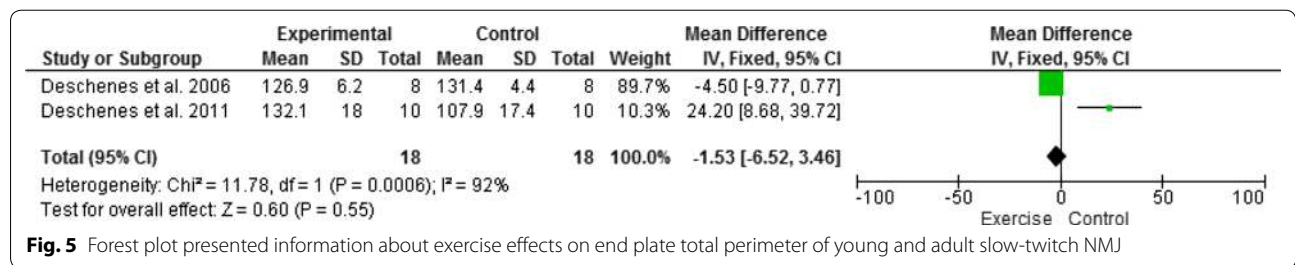 Experimental Control Mean Difference Mean Difference
Study or Subgroup Mean SD Total Mean SD Total Weight IV, Fixed, 95% CI IV, Fixed, 95% CI
Deschenes et al. 2006 126.9 6.2 8 131.4 4.4 8 89.7% -4.50 [-9.77, 0.77]
Deschenes et al. 2011 132.1 18 10 107.9 17.4 10 10.3% 24.20 [8.68, 39.72]
Total (95% CI) 18 18 100.0% -1.53 [-6.52, 3.46]
Heterogeneity: Chi² = 11.78, df = 1 (P = 0.0006); I² = 92%
Test for overall effect: Z = 0.60 (P = 0.55)
-100 -50 0 50 100
Exercise Control
Fig. 5 Forest plot presented information about exercise effects on end plate total perimeter of young and adult slow-twitch NMJ